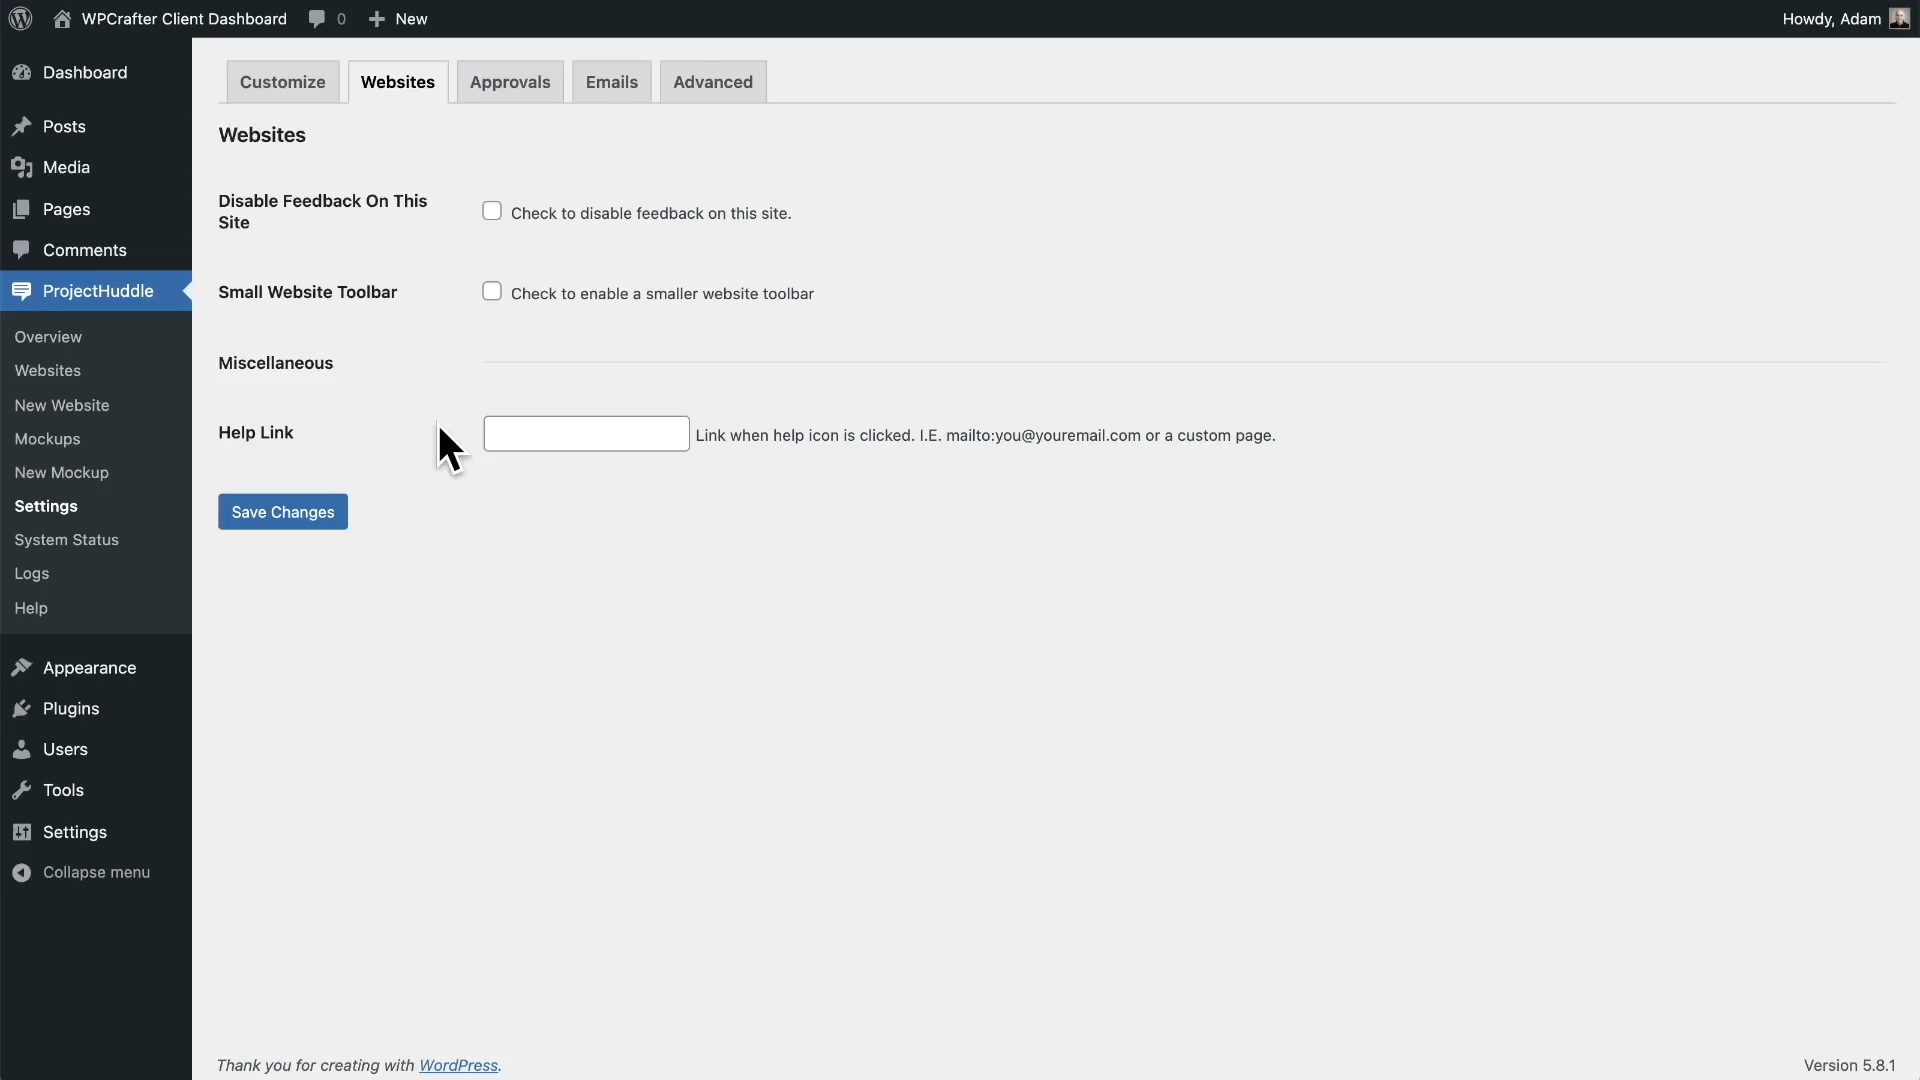 WPCrafter Client Dashboard
0
New
Howdy, Adam
Dashboard
Posts
Media
Pages
Comments
ProjectHuddle
Overview
Websites
New Website
Mockups
New Mockup
Settings
System Status
Logs
Help
Appearance
Plugins
Users
Tools
Settings
Collapse menu
Customize
Websites
Approvals
Emails
Advanced
Websites
Disable Feedback On This
Site
Check to disable feedback on this site.
Small Website Toolbar
Check to enable a smaller website toolbar
Miscellaneous
Help Link
Link when help icon is clicked. I.E. mailto:you@youremail.com or a custom page.
Save Changes
Thank you for creating with WordPress.
Version 5.8.1